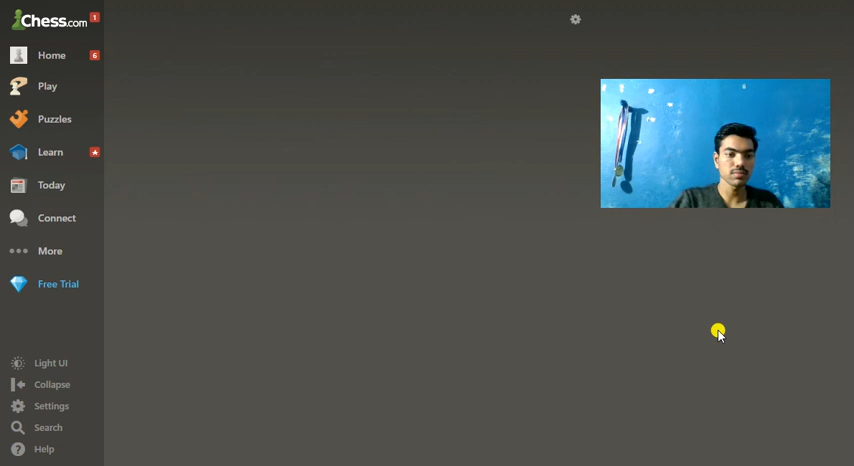 Chess.com 1
Home 6
Play
Puzzles
Learn
Today
Connect
More
Free Trial
Light UI
Collapse
Settings
Search
Help